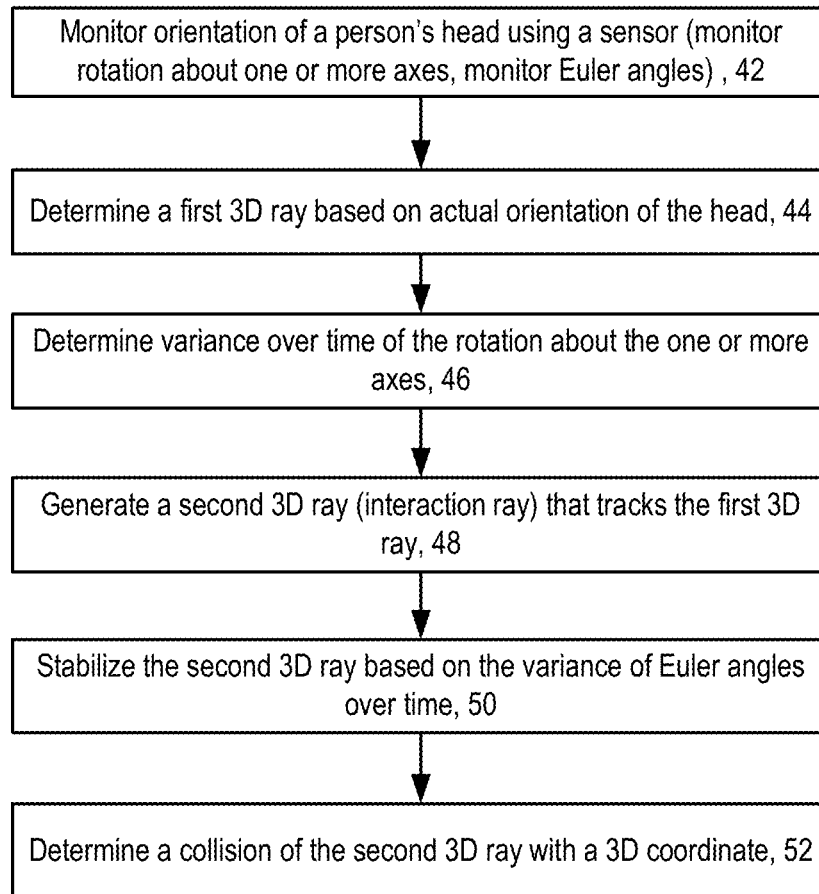 Monitor orientation of a person's head using a sensor (monitor
rotation about one or more axes, monitor Euler angles) , 42
Determine a first 3D ray based on actual orientation of the head, 44
Determine variance over time of the rotation about the one or more
axes, 46
Generate a second 3D ray (interaction ray) that tracks the first 3D
ray, 48
Stabilize the second 3D ray based on the variance of Euler angles
over time, 50
Determine a collision of the second 3D ray with a 3D coordinate, 52